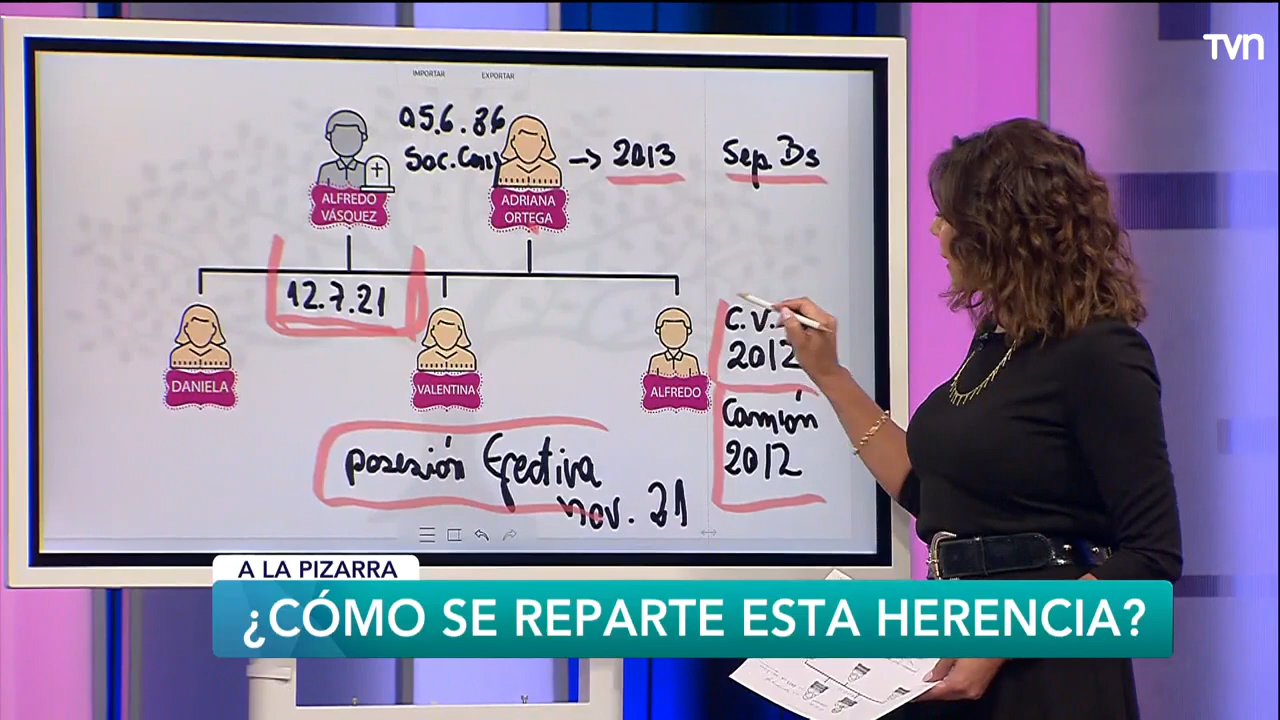 TVN
IMPORTAR EXPORTAR
05.6.86
Soc. Cony
→ 2013
Sep. Bs
ALFREDO
VÁSQUEZ
ADRIANA
ORTEGA
12.7.21
DANIELA
VALENTINA
ALFREDO
C.V.
2012
Camión
2012
posesión Efectiva
nov. 21
A LA PIZARRA
¿CÓMO SE REPARTE ESTA HERENCIA?